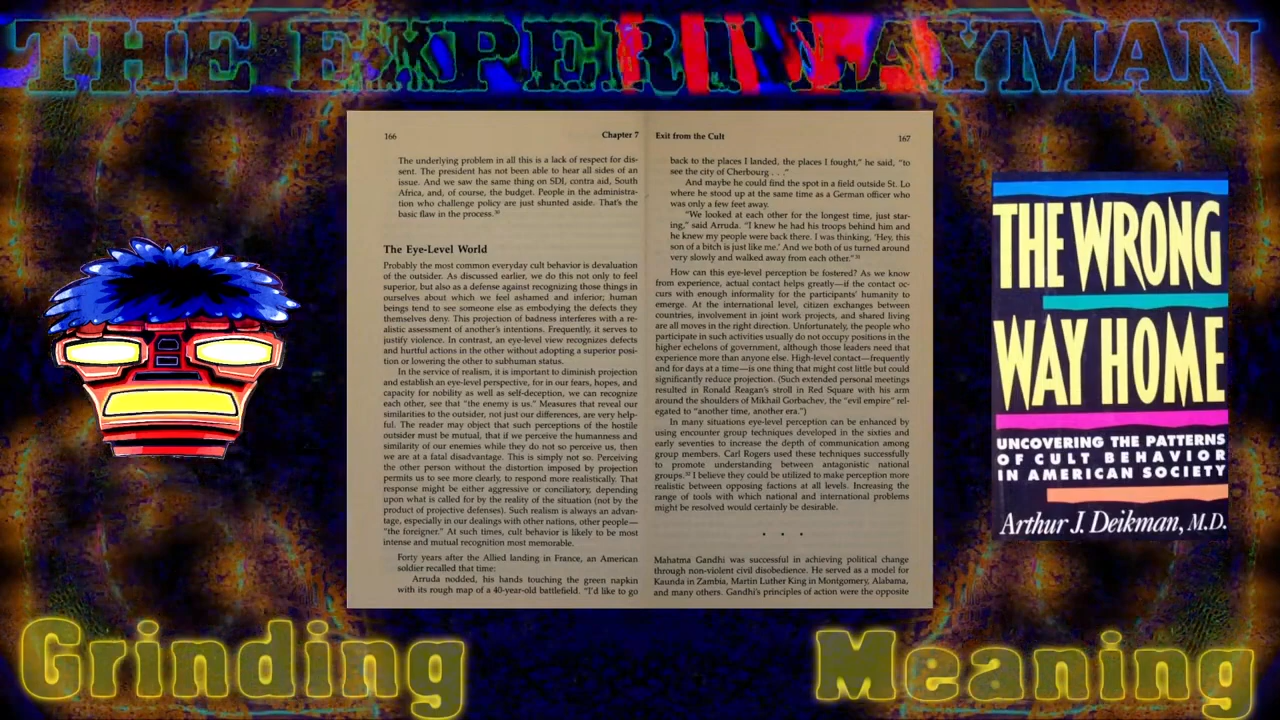 THE EXPERT LAYMAN
166
Chapter 7
The underlying problem in all this is a lack of respect for dis-
sent. The president has not been able to hear all sides of an
issue. And we saw the same thing on SDI, contra aid, South
Africa, and, of course, the budget. People in the administra-
tion who challenge policy are just shunted aside. That's the
basic flaw in the process.30
The Eye-Level World
Probably the most common everyday cult behavior is devaluation
of the outsider. As discussed earlier, we do this not only to feel
superior, but also as a defense against recognizing those things in
ourselves about which we feel ashamed and inferior; human
beings tend to see someone else as embodying the defects they
themselves deny. This projection of badness interferes with a re-
alistic assessment of another's intentions. Frequently, it serves to
justify violence. In contrast, an eye-level view recognizes defects
and hurtful actions in the other without adopting a superior posi-
tion or lowering the other to subhuman status.
In the service of realism, it is important to diminish projection
and establish an eye-level perspective, for in our fears, hopes, and
capacity for nobility as well as self-deception, we can recognize
each other, see that "the enemy is us." Measures that reveal our
similarities to the outsider, not just our differences, are very help-
ful. The reader may object that such perceptions of the hostile
outsider must be mutual, that if we perceive the humanness and
similarity of our enemies while they do not so perceive us, then
we are at a fatal disadvantage. This is simply not so. Perceiving
the other person without the distortion imposed by projection
permits us to see more clearly, to respond more realistically. That
response might be either aggressive or conciliatory, depending
upon what is called for by the reality of the situation (not by the
product of projective defenses). Such realism is always an advan-
tage, especially in our dealings with other nations, other people—
"the foreigner." At such times, cult behavior is likely to be most
intense and mutual recognition most memorable.
Forty years after the Allied landing in France, an American
soldier recalled that time:
Arruda nodded, his hands touching the green napkin
with its rough map of a 40-year-old battlefield. "I'd like to go
Exit from the Cult
167
back to the places I landed, the places I fought," he said, "to
see the city of Cherbourg . . ."
And maybe he could find the spot in a field outside St. Lo
where he stood up at the same time as a German officer who
was only a few feet away.
"We looked at each other for the longest time, just star-
ing," said Arruda. "I knew he had his troops behind him and
he knew my people were back there. I was thinking, 'Hey, this
son of a bitch is just like me.' And we both of us turned around
very slowly and walked away from each other."31
How can this eye-level perception be fostered? As we know
from experience, actual contact helps greatly—if the contact oc-
curs with enough informality for the participants' humanity to
emerge. At the international level, citizen exchanges between
countries, involvement in joint work projects, and shared living
are all moves in the right direction. Unfortunately, the people who
participate in such activities usually do not occupy positions in the
higher echelons of government, although those leaders need that
experience more than anyone else. High-level contact—frequently
and for days at a time—is one thing that might cost little but could
significantly reduce projection. (Such extended personal meetings
resulted in Ronald Reagan's stroll in Red Square with his arm
around the shoulders of Mikhail Gorbachev, the "evil empire" rel-
egated to "another time, another era.")
In many situations eye-level perception can be enhanced by
using encounter group techniques developed in the sixties and
early seventies to increase the depth of communication among
group members. Carl Rogers used these techniques successfully
to promote understanding between antagonistic national
groups.32 I believe they could be utilized to make perception more
realistic between opposing factions at all levels. Increasing the
range of tools with which national and international problems
might be resolved would certainly be desirable.
• • •
Mahatma Gandhi was successful in achieving political change
through non-violent civil disobedience. He served as a model for
Kaunda in Zambia, Martin Luther King in Montgomery, Alabama,
and many others. Gandhi's principles of action were the opposite
THE WRONG
WAY HOME
UNCOVERING THE PATTERNS
OF CULT BEHAVIOR
IN AMERICAN SOCIETY
Arthur J. Deikman, M.D.
Grinding
Meaning